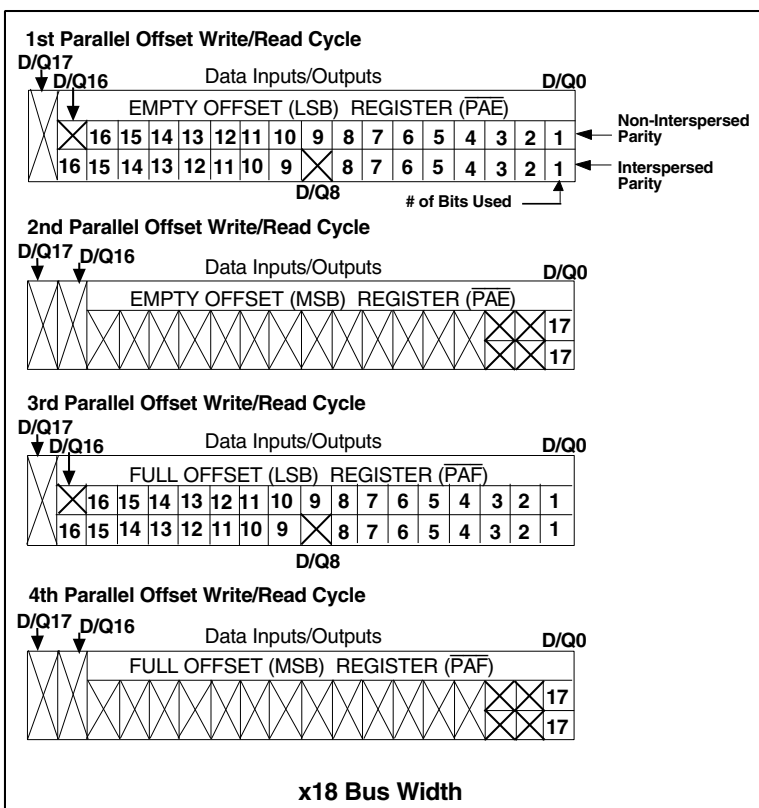 1st Parallel Offset Write/Read Cycle
D/Q17
D/Q16
Data Inputs/Outputs
D/Q0
EMPTY OFFSET (LSB) REGISTER (PAE)
16 15 14 13 12 11 10 9 8 7 6 5 4 3 2 1
Non-Interspersed
Parity
16 15 14 13 12 11 10 9 8 7 6 5 4 3 2 1
Interspersed
Parity
D/Q8
# of Bits Used
2nd Parallel Offset Write/Read Cycle
D/Q17
D/Q16
Data Inputs/Outputs
D/Q0
EMPTY OFFSET (MSB) REGISTER (PAE)
17
17
3rd Parallel Offset Write/Read Cycle
D/Q17
D/Q16
Data Inputs/Outputs
D/Q0
FULL OFFSET (LSB) REGISTER (PAF)
16 15 14 13 12 11 10 9 8 7 6 5 4 3 2 1
16 15 14 13 12 11 10 9 8 7 6 5 4 3 2 1
D/Q8
4th Parallel Offset Write/Read Cycle
D/Q17
D/Q16
Data Inputs/Outputs
D/Q0
FULL OFFSET (MSB) REGISTER (PAF)
17
17
x18 Bus Width